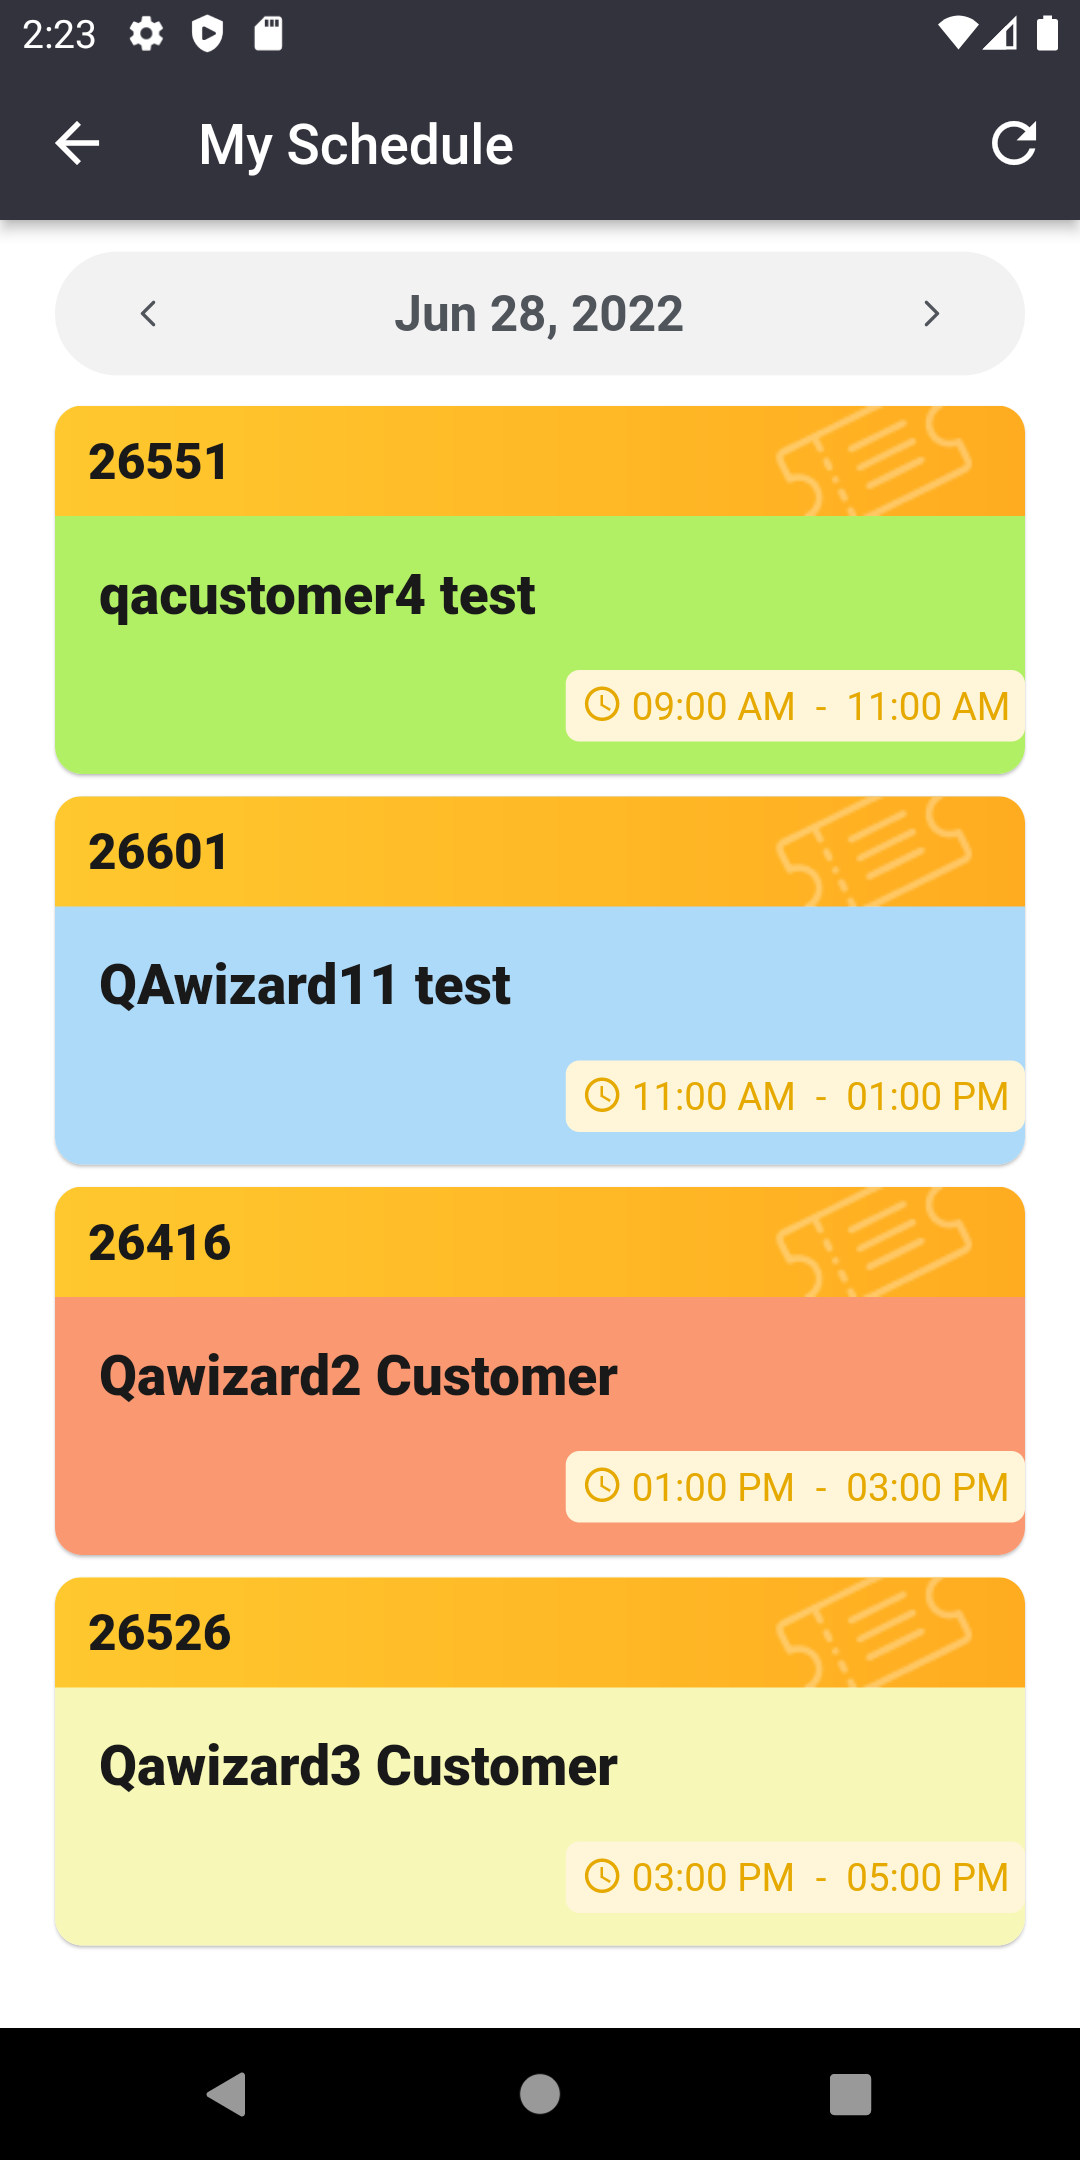 2:23
My Schedule
Jun 28, 2022
26551
qacustomer4 test
09:00 AM - 11:00 AM
26601
QAwizard11 test
11:00 AM - 01:00 PM
26416
Qawizard2 Customer
01:00 PM - 03:00 PM
26526
Qawizard3 Customer
03:00 PM - 05:00 PM